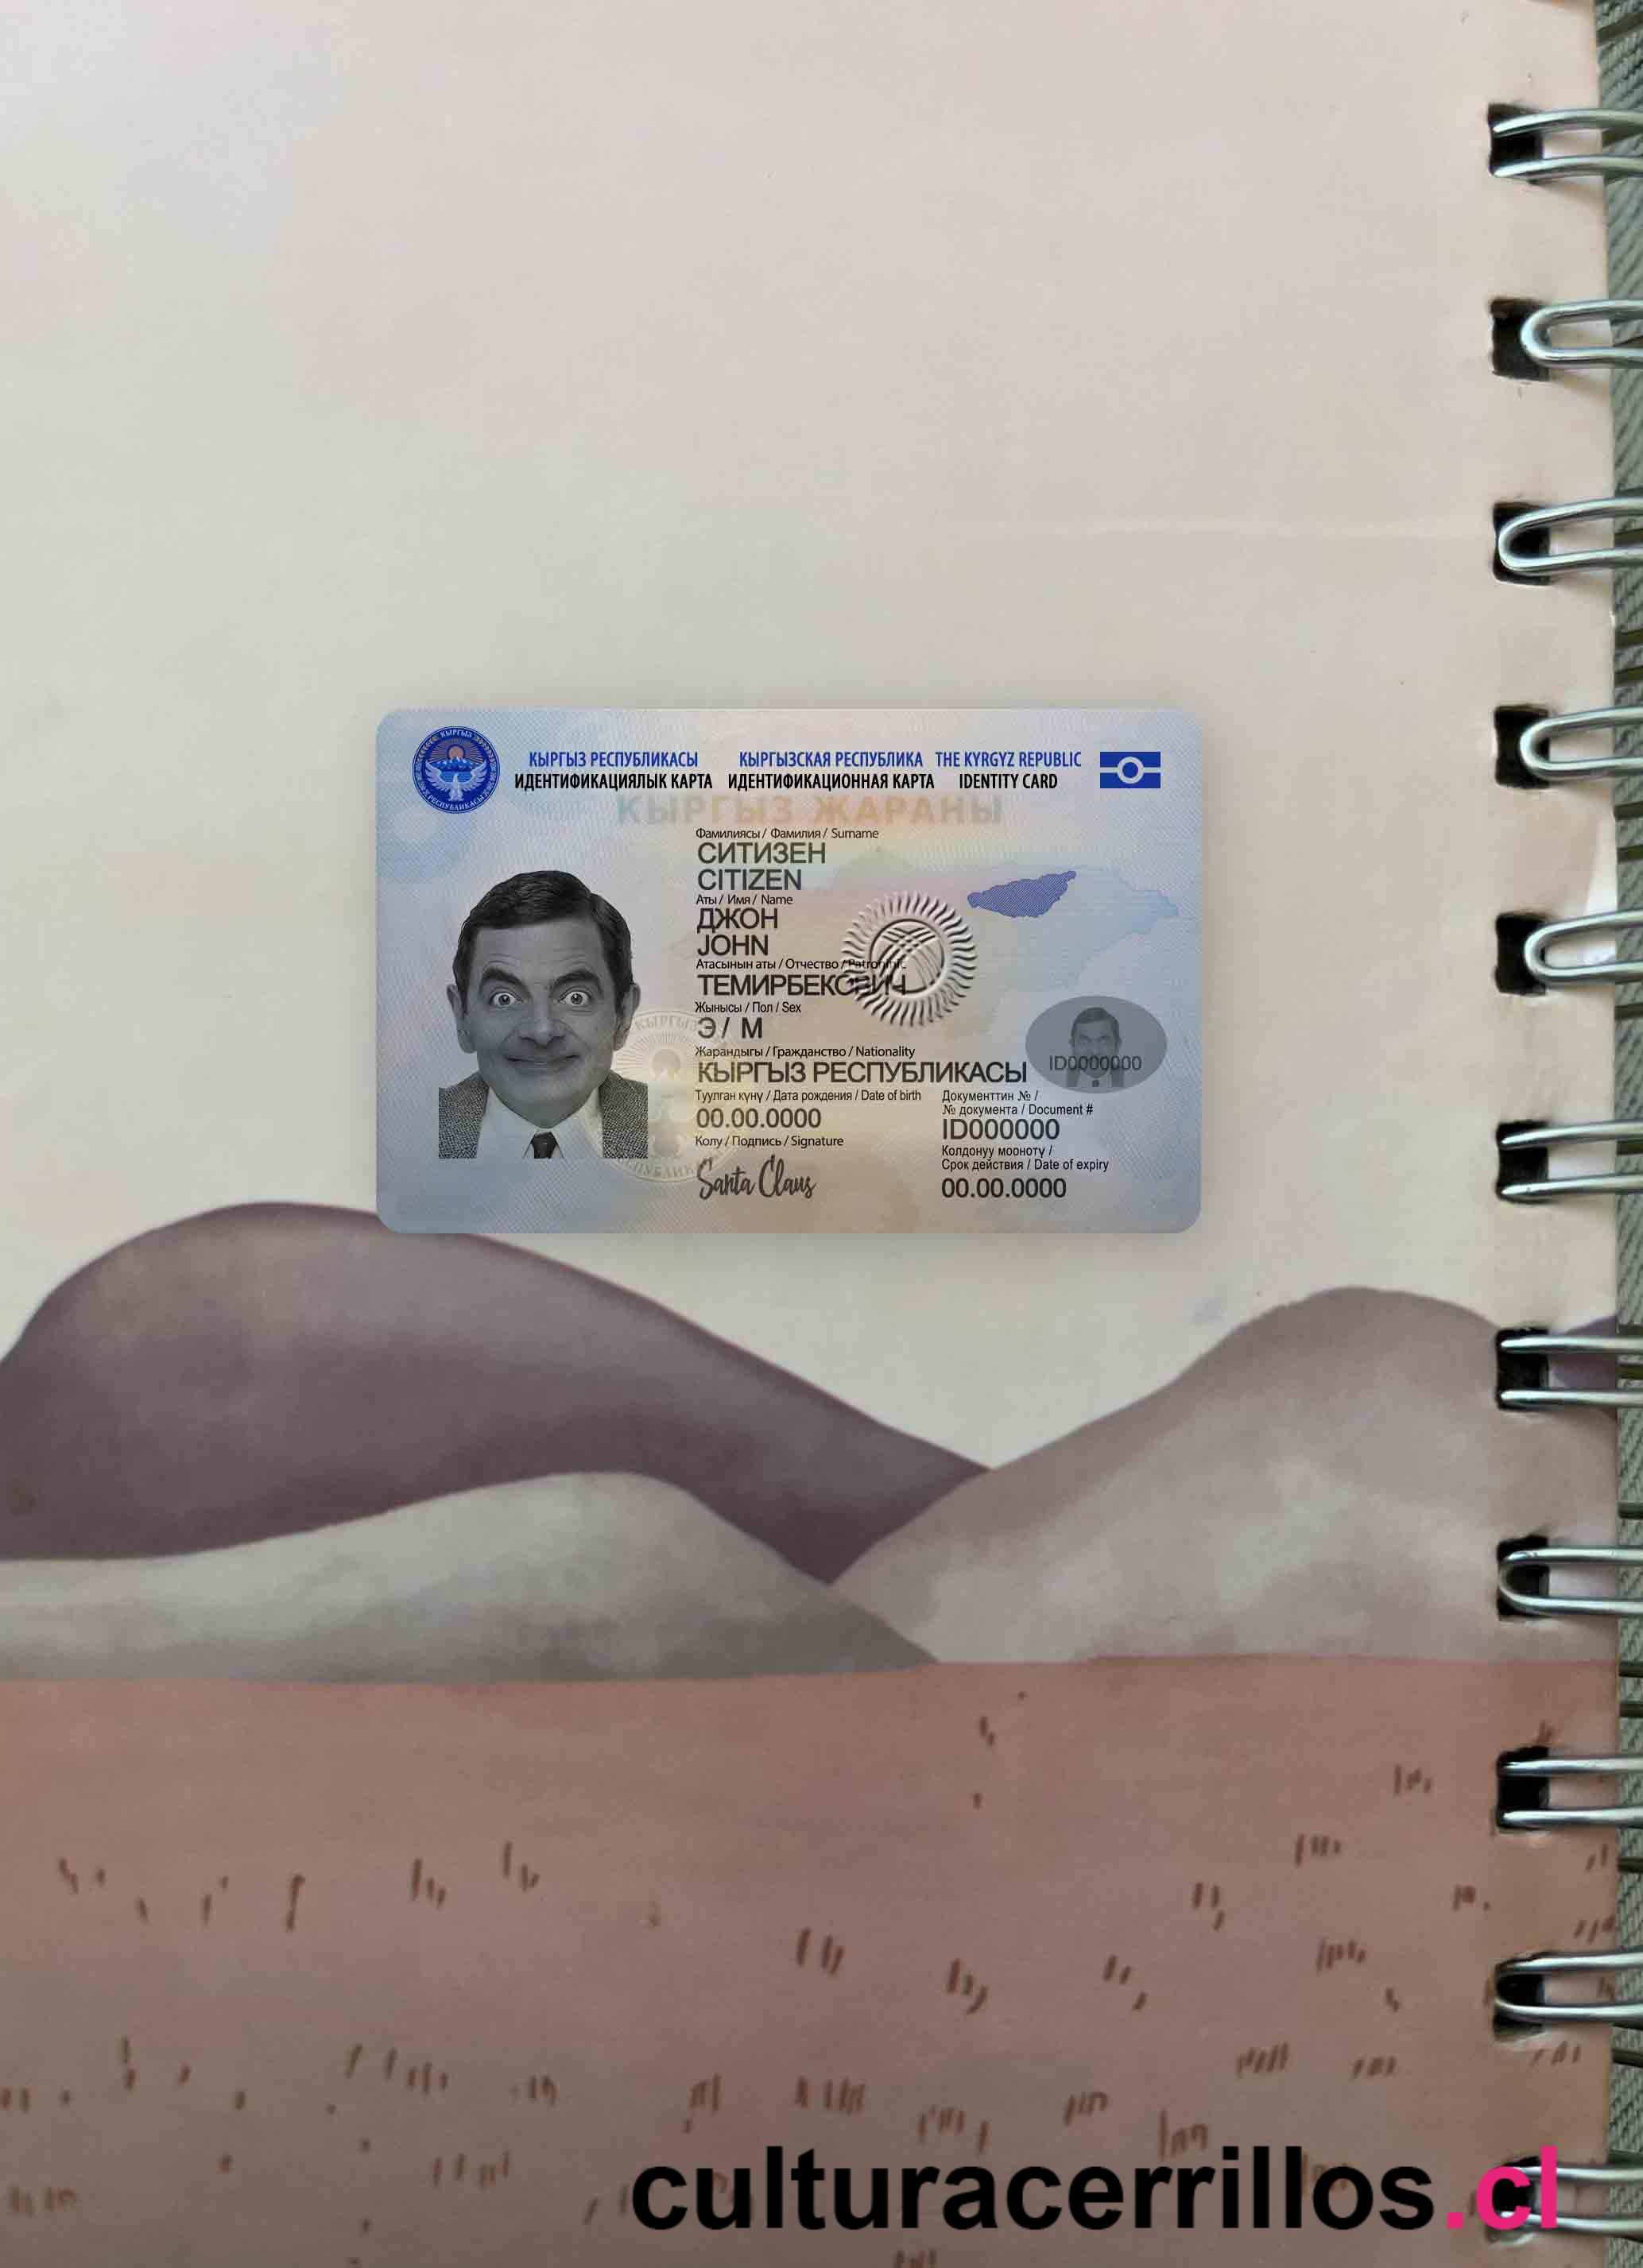 КЫРГЫЗ РЕСПУБЛИКАСЫ КЫРГЫЗСКАЯ РЕСПУБЛИКА THE KYRGYZ REPUBLIC
ИДЕНТИФИКАЦИЯЛЫК КАРТА ИДЕНТИФИКАЦИОННАЯ КАРТА IDENTITY CARD
КЫРГЫЗ ЖАРАНЫ
Фамилиясы / Фамилия / Surname
СИТИЗЕН
CITIZEN
Аты / Имя / Name
ДЖОН
JOHN
Атасынын аты / Отчество / Patronimic
ТЕМИРБЕКОВИЧ
Жынысы / Пол / Sex
Э / М
Жарандыгы / Гражданство / Nationality
КЫРГЫЗ РЕСПУБЛИКАСЫ
ID0000000
Туулган күнү / Дата рождения / Date of birth
00.00.0000
Колу / Подпись / Signature
Santa Claus
Документтин № /
№ документа / Document #
ID000000
Колдонуу мооноту /
Срок действия / Date of expiry
00.00.0000
culturacerrillos.cl